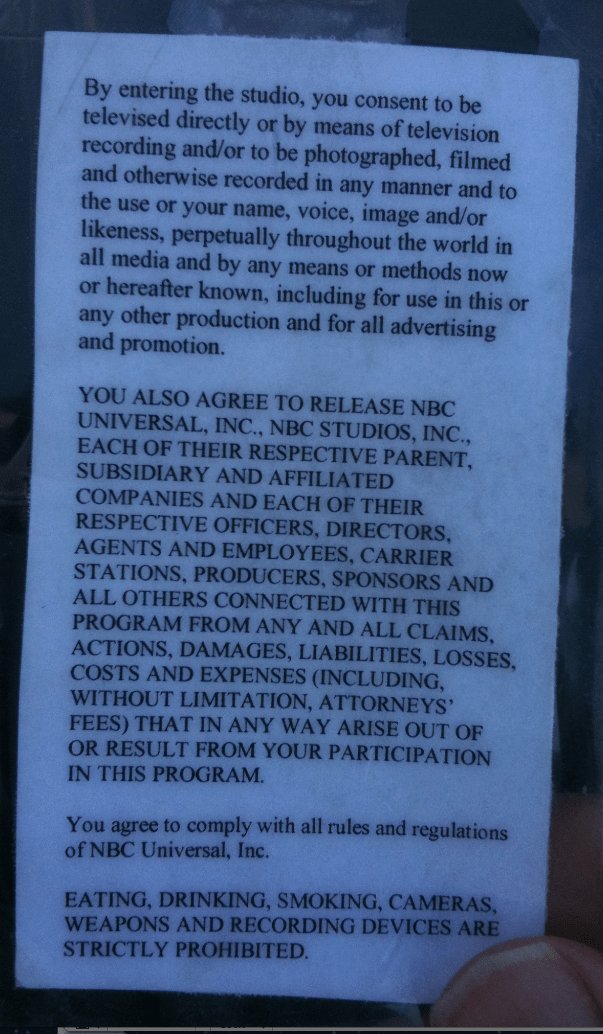 By entering the studio, you consent to be
televised directly or by means of television
recording and/or to be photographed, filmed
and otherwise recorded in any manner and to
the use or your name, voice, image and/or
likeness, perpetually throughout the world in
all media and by any means or methods now
or hereafter known, including for use in this or
any other production and for all advertising
and promotion.
YOU ALSO AGREE TO RELEASE NBC
UNIVERSAL, INC., NBC STUDIOS, INC.,
EACH OF THEIR RESPECTIVE PARENT,
SUBSIDIARY AND AFFILIATED
COMPANIES AND EACH OF THEIR
RESPECTIVE OFFICERS, DIRECTORS,
AGENTS AND EMPLOYEES, CARRIER
STATIONS, PRODUCERS, SPONSORS AND
ALL OTHERS CONNECTED WITH THIS
PROGRAM FROM ANY AND ALL CLAIMS,
ACTIONS, DAMAGES, LIABILITIES, LOSSES,
COSTS AND EXPENSES (INCLUDING,
WITHOUT LIMITATION, ATTORNEYS'
FEES) THAT IN ANY WAY ARISE OUT OF
OR RESULT FROM YOUR PARTICIPATION
IN THIS PROGRAM.
You agree to comply with all rules and regulations
of NBC Universal, Inc.
EATING, DRINKING, SMOKING, CAMERAS,
WEAPONS AND RECORDING DEVICES ARE
STRICTLY PROHIBITED.